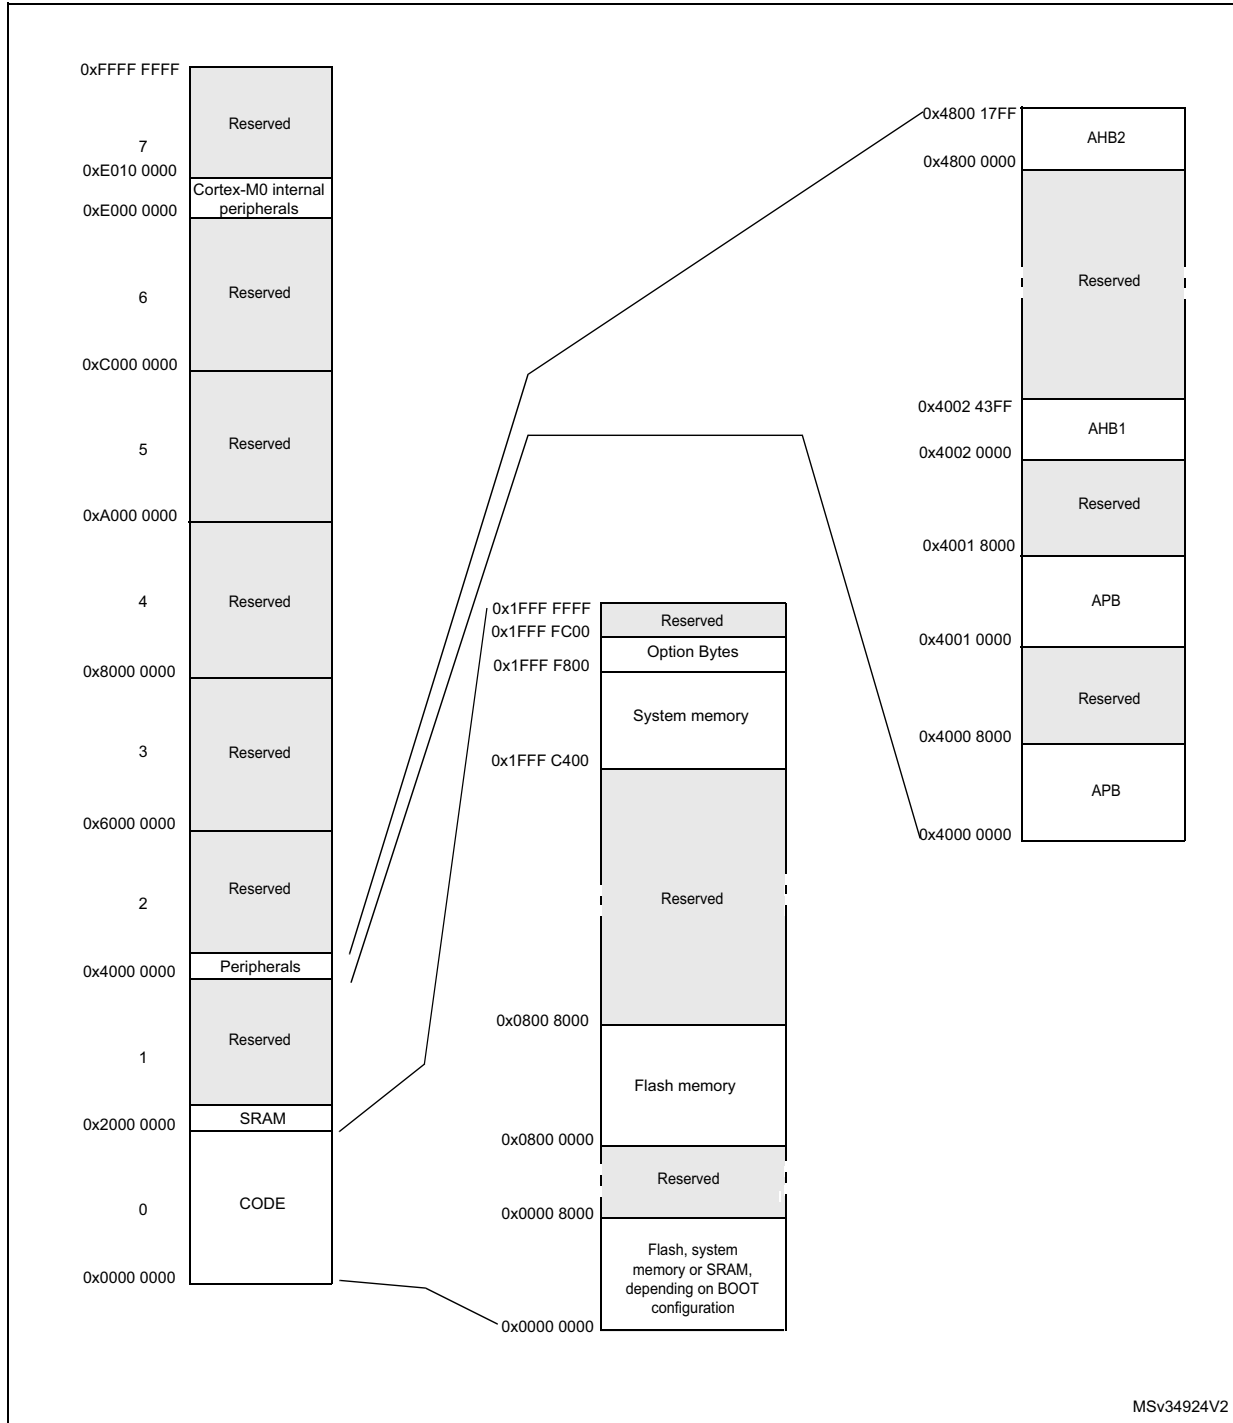 0xFFFF FFFF
Reserved
7
0xE010 0000
Cortex-M0 internal
peripherals
0xE000 0000
Reserved
6
0xC000 0000
Reserved
5
0xA000 0000
Reserved
4
0x8000 0000
Reserved
3
0x6000 0000
Reserved
2
0x4000 0000
Peripherals
Reserved
1
0x2000 0000
SRAM
CODE
0
0x0000 0000
0x1FFF FFFF
Reserved
0x1FFF FC00
Option Bytes
0x1FFF F800
System memory
0x1FFF C400
Reserved
0x0800 8000
Flash memory
0x0800 0000
Reserved
0x0000 8000
Flash, system
memory or SRAM,
depending on BOOT
configuration
0x0000 0000
0x4800 17FF
AHB2
0x4800 0000
Reserved
0x4002 43FF
AHB1
0x4002 0000
Reserved
0x4001 8000
APB
0x4001 0000
Reserved
0x4000 8000
APB
0x4000 0000
MSv34924V2